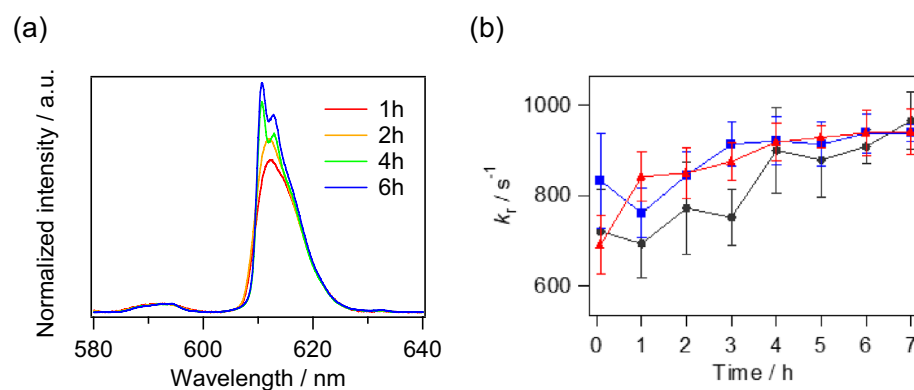 (a)
Normalized intensity / a.u.
1h
2h
4h
6h
580
600
620
640
Wavelength / nm
(b)
1000
800
600
k_r / s^-1
0 1 2 3 4 5 6 7
Time / h